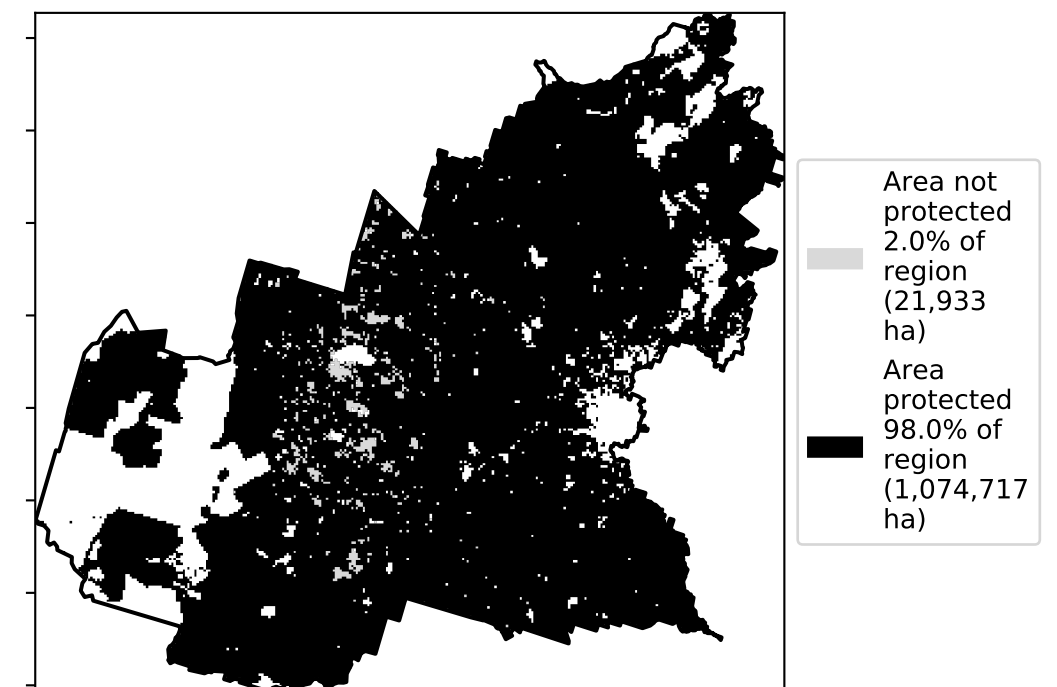 Area not
protected
2.0% of
region
(21,933
ha)
Area
protected
98.0% of
region
(1,074,717
ha)